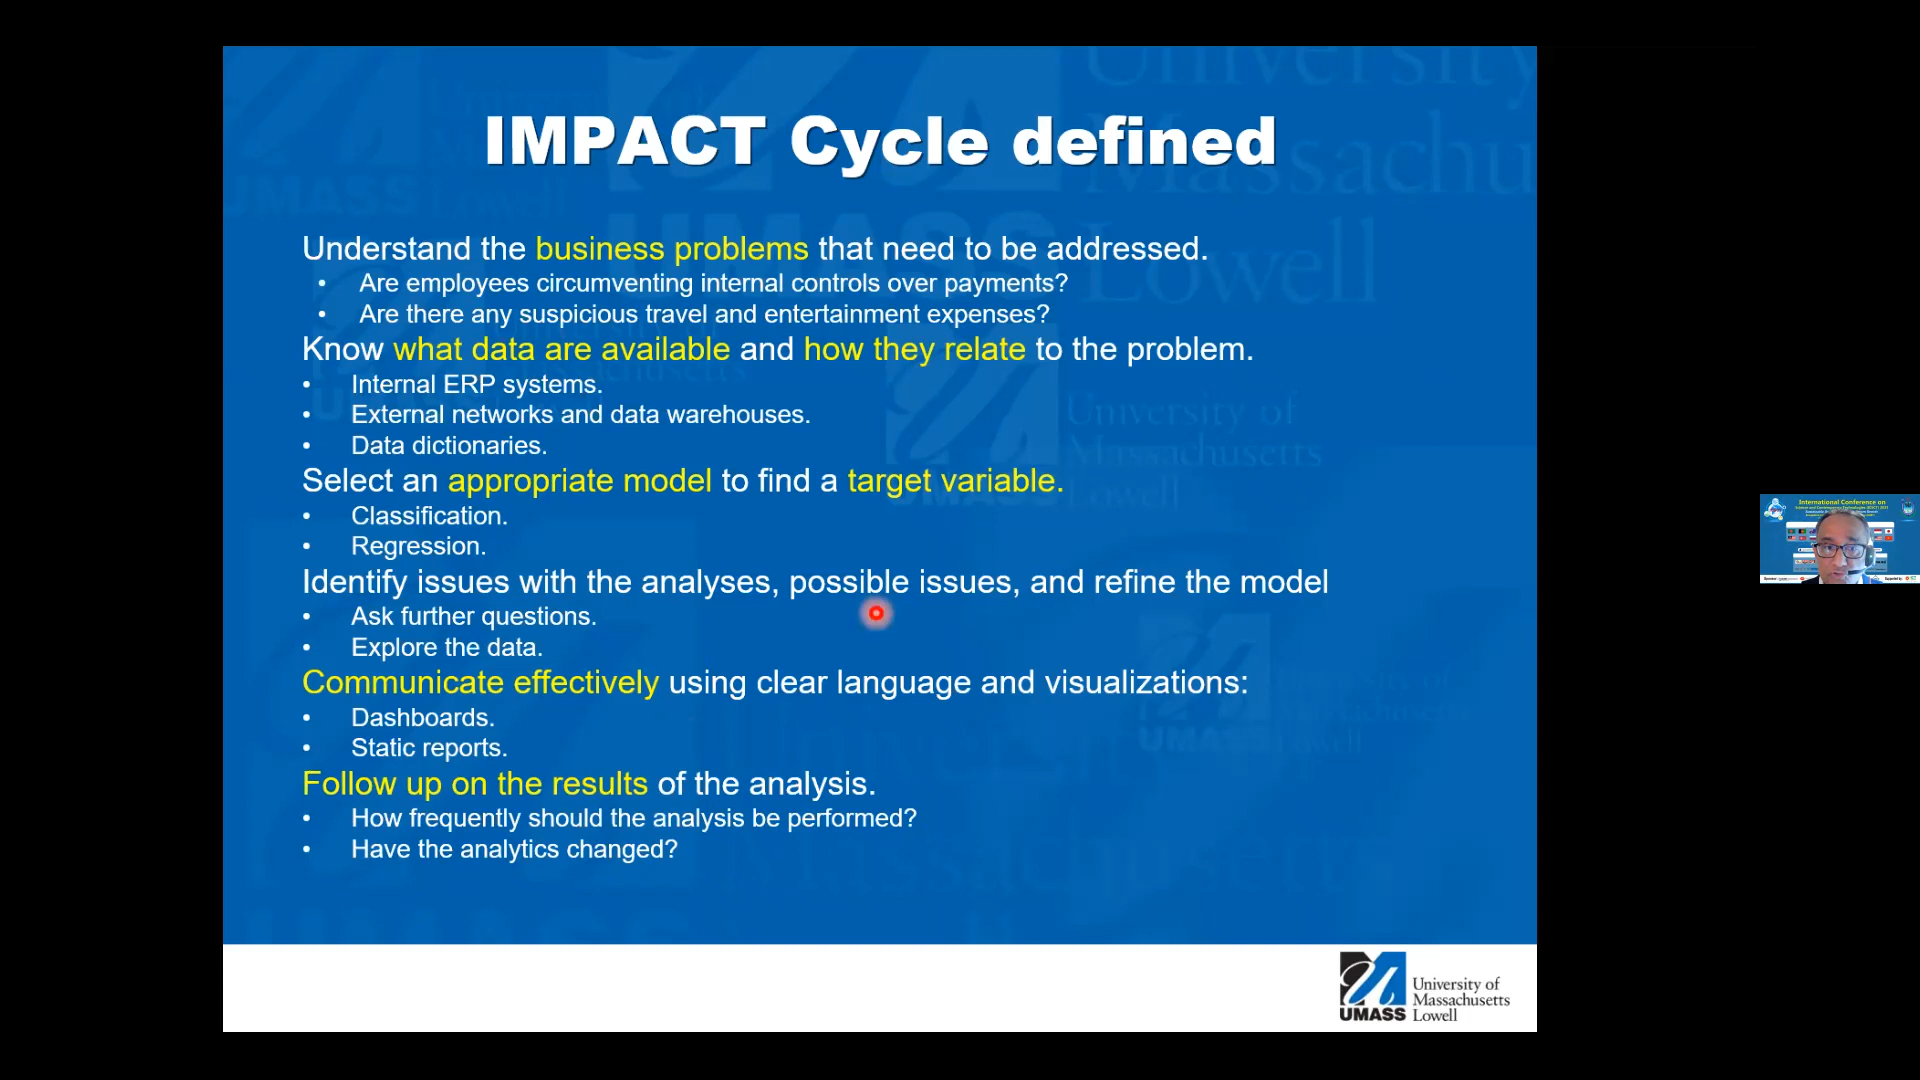 IMPACT Cycle defined
Understand the business problems that need to be addressed.
• Are employees circumventing internal controls over payments?
• Are there any suspicious travel and entertainment expenses?
Know what data are available and how they relate to the problem.
• Internal ERP systems.
• External networks and data warehouses.
• Data dictionaries.
Select an appropriate model to find a target variable.
• Classification.
• Regression.
Identify issues with the analyses, possible issues, and refine the model
• Ask further questions.
• Explore the data.
Communicate effectively using clear language and visualizations:
• Dashboards.
• Static reports.
Follow up on the results of the analysis.
• How frequently should the analysis be performed?
• Have the analytics changed?
UMASS
University of
Massachusetts
Lowell
International Conference on